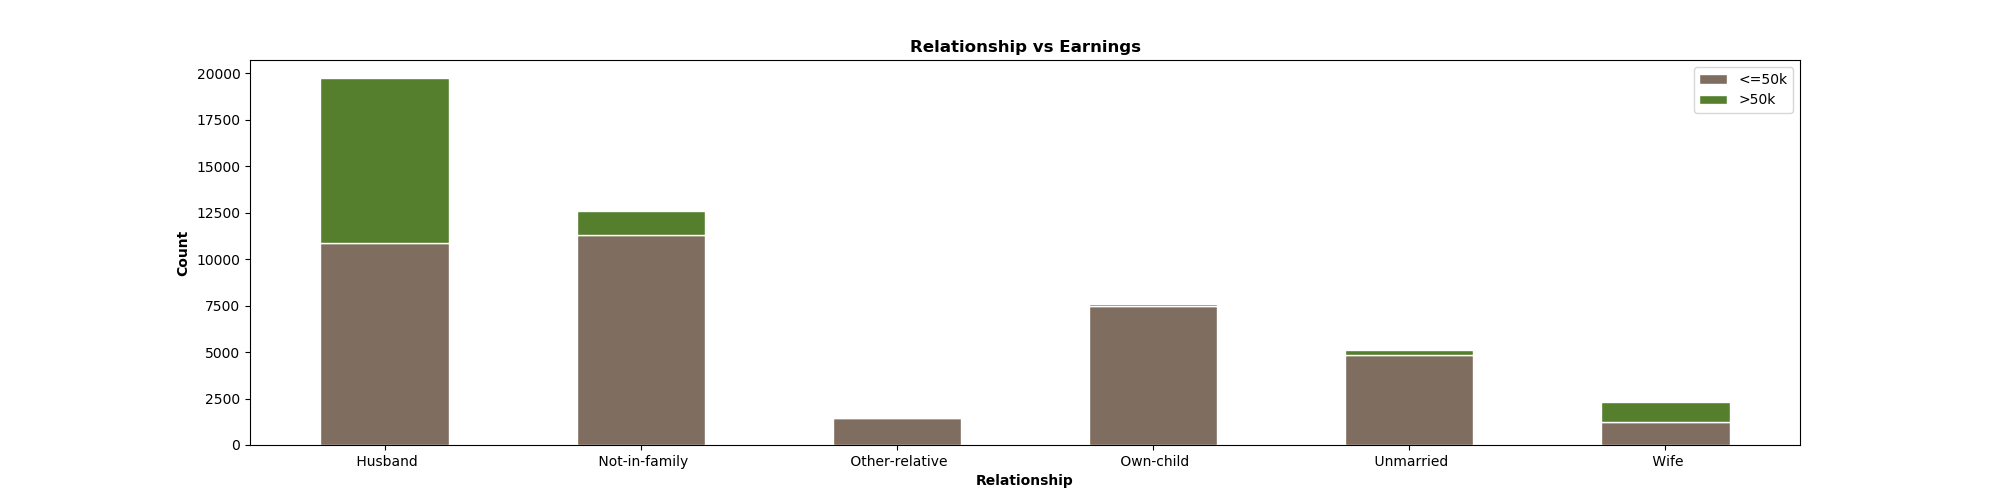 Relationship vs Earnings
<=50k
>50k
20000
17500
15000
12500
10000
7500
5000
2500
0
Count
Husband Not-in-family Other-relative Own-child Unmarried Wife
Relationship